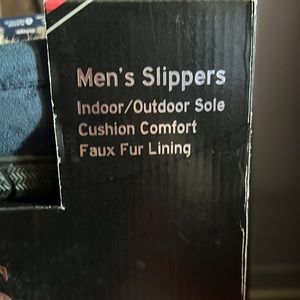 Men's Slippers
Indoor/Outdoor Sole
Cushion Comfort
Faux Fur Lining